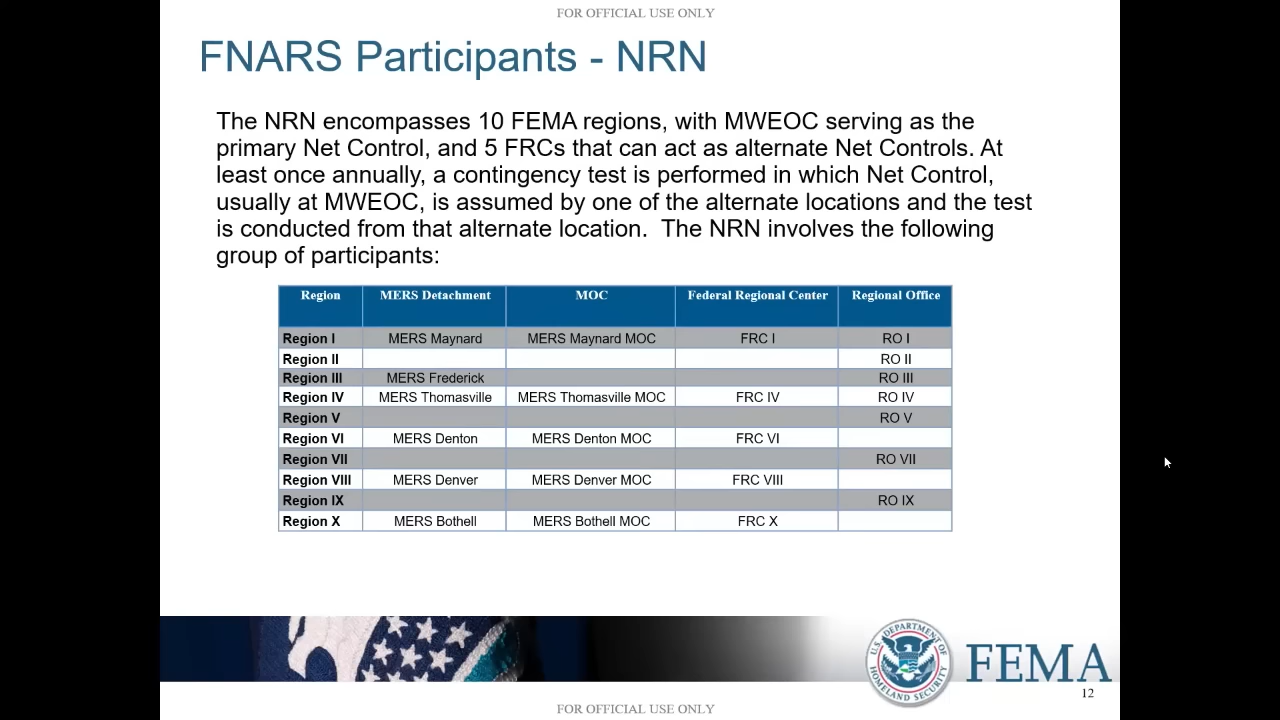 FOR OFFICIAL USE ONLY
FNARS Participants - NRN
The NRN encompasses 10 FEMA regions, with MWEOC serving as the
primary Net Control, and 5 FRCs that can act as alternate Net Controls. At
least once annually, a contingency test is performed in which Net Control,
usually at MWEOC, is assumed by one of the alternate locations and the test
is conducted from that alternate location.  The NRN involves the following
group of participants:
Region MERS Detachment MOC Federal Regional Center Regional Office
Region I MERS Maynard MERS Maynard MOC FRC I RO I
Region II RO II
Region III MERS Frederick RO III
Region IV MERS Thomasville MERS Thomasville MOC FRC IV RO IV
Region V RO V
Region VI MERS Denton MERS Denton MOC FRC VI
Region VII RO VII
Region VIII MERS Denver MERS Denver MOC FRC VIII
Region IX RO IX
Region X MERS Bothell MERS Bothell MOC FRC X
U.S. DEPARTMENT OF
HOMELAND SECURITY
FEMA
12
FOR OFFICIAL USE ONLY